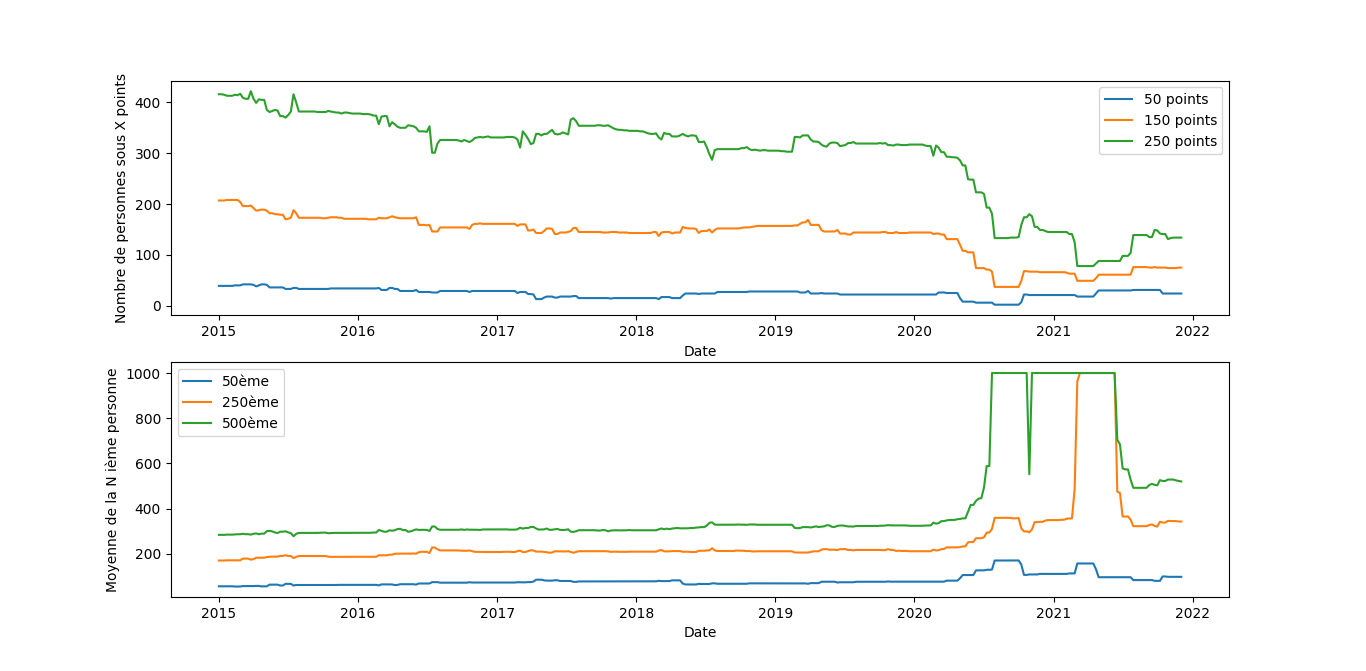 Nombre de personnes sous X points
400
300
200
100
0
50 points
150 points
250 points
2015 2016 2017 2018 2019 2020 2021 2022
Date
Moyenne de la N ième personne
1000
800
600
400
200
50ème
250ème
500ème
2015 2016 2017 2018 2019 2020 2021 2022
Date